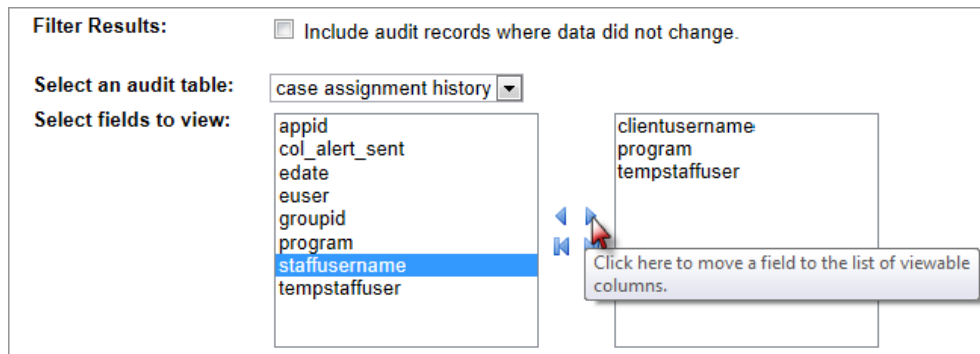 Filter Results:
Include audit records where data did not change.
Select an audit table:
case assignment history
Select fields to view:
appid
col_alert_sent
edate
euser
groupid
program
staffusername
tempstaffuser
clientusername
program
tempstaffuser
Click here to move a field to the list of viewable
columns.